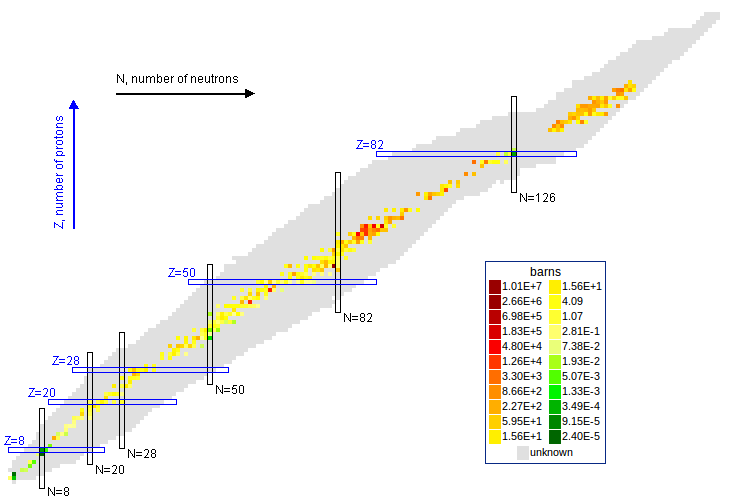 N, number of neutrons
Z, number of protons
Z=82
N=126
Z=50
N=82
Z=28
N=50
Z=20
N=28
Z=8
N=20
N=8
barns
1.01E+7 1.56E+1
2.66E+6 4.09
6.98E+5 1.07
1.83E+5 2.81E-1
4.80E+4 7.38E-2
1.26E+4 1.93E-2
3.30E+3 5.07E-3
8.66E+2 1.33E-3
2.27E+2 3.49E-4
5.95E+1 9.15E-5
1.56E+1 2.40E-5
unknown